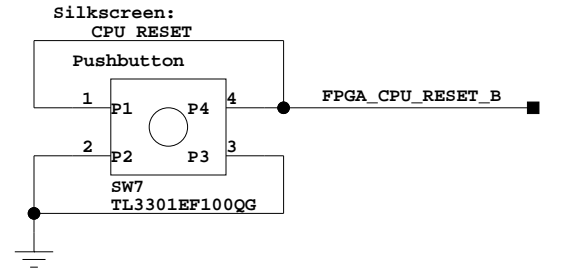 Silkscreen:
CPU RESET
Pushbutton
1 P1 P4 4 FPGA_CPU_RESET_B
2 P2 P3 3
SW7
TL3301EF100QG